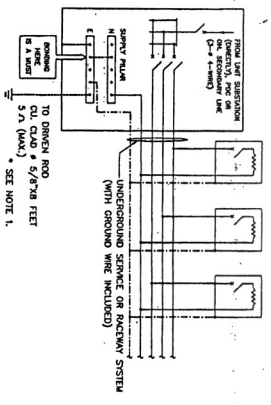 FROM UNIT SUBSTATION
(DIRECTLY), PDC OR
OH. SECONDARY LINE
(3-ø 4-WIRE)
SUPPLY PILLAR
N
E
BONDING
HERE
IS A MUST
UNDERGROUND SERVICE OR RACEWAY SYSTEM
(WITH GROUND WIRE INCLUDED)
TO DRIVEN ROD
CU. CLAD ø 5/8"X8 FEET
5 Ω (MAX.)
* SEE NOTE 1.